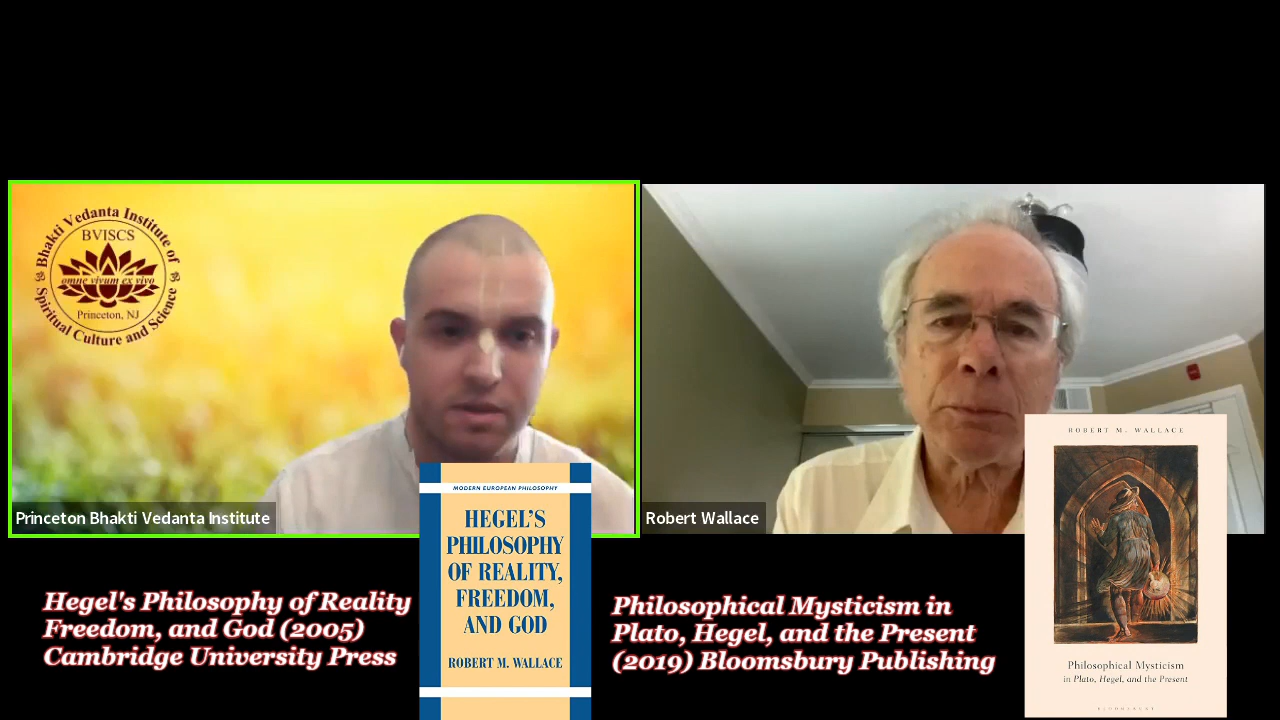 Bhakti Vedanta Institute of
BVISCS
omne vivum ex vivo
Princeton, NJ
Spiritual Culture and Science
Princeton Bhakti Vedanta Institute
Robert Wallace
MODERN EUROPEAN PHILOSOPHY
HEGEL'S
PHILOSOPHY
OF REALITY,
FREEDOM,
AND GOD
ROBERT M. WALLACE
Hegel's Philosophy of Reality
Freedom, and God (2005)
Cambridge University Press
Philosophical Mysticism in
Plato, Hegel, and the Present
(2019) Bloomsbury Publishing
ROBERT M. WALLACE
Philosophical Mysticism
in Plato, Hegel, and the Present
BLOOMSBURY